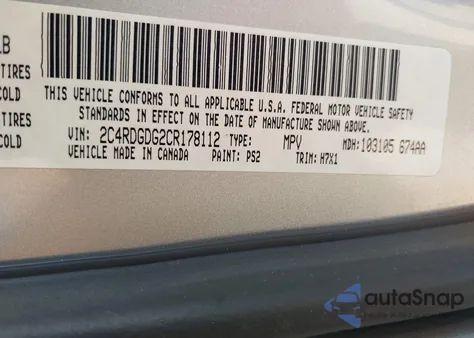 LB
TIRES
COLD
TIRES
COLD
THIS VEHICLE CONFORMS TO ALL APPLICABLE U.S.A. FEDERAL MOTOR VEHICLE SAFETY
STANDARDS IN EFFECT ON THE DATE OF MANUFACTURE SHOWN ABOVE.
VIN: 2C4RDGDG2CR178112 TYPE: MPV MDH: 103105 674AA
VEHICLE MADE IN CANADA PAINT: PS2 TRIM: H7X1
autoSnap